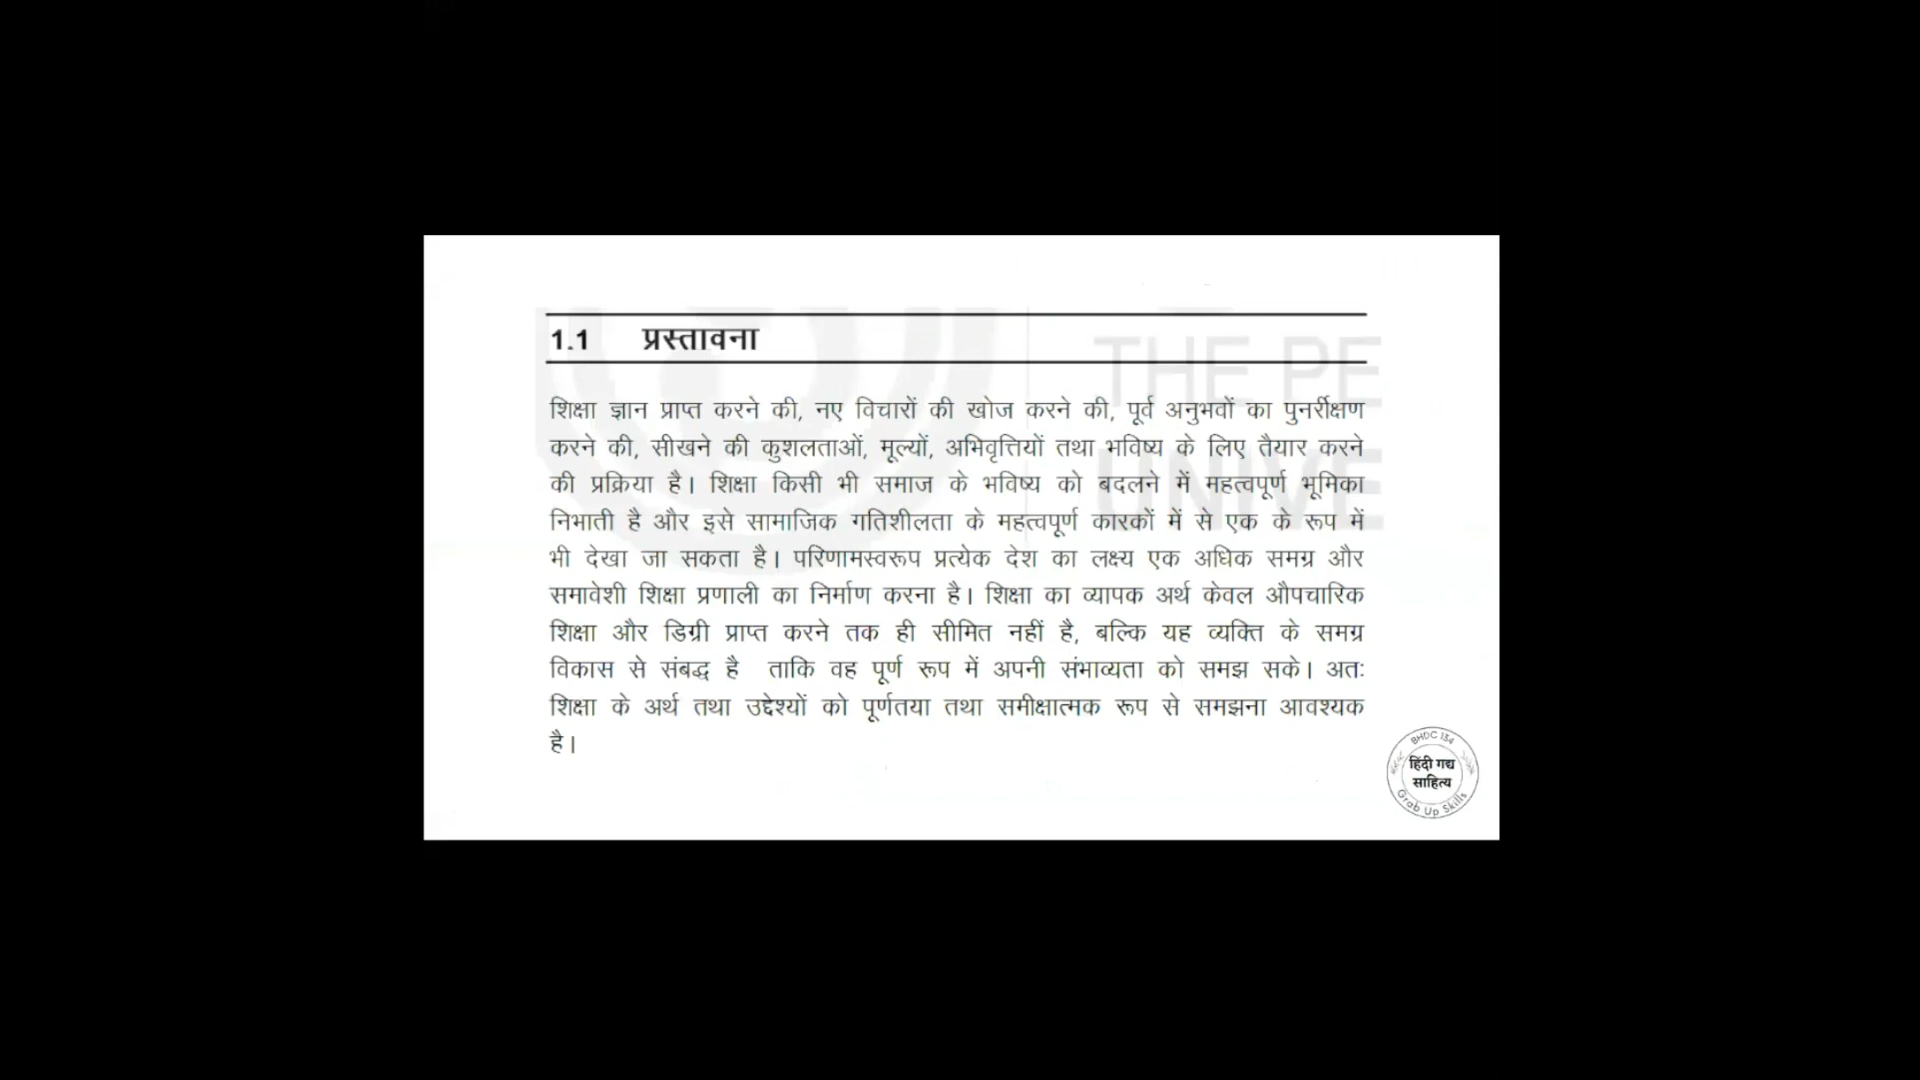 1.1 प्रस्तावना
THE PE
UNIVE
शिक्षा ज्ञान प्राप्त करने की, नए विचारों की खोज करने की, पूर्व अनुभवों का पुनर्रीक्षण
करने की, सीखने की कुशलताओं, मूल्यों, अभिवृत्तियों तथा भविष्य के लिए तैयार करने
की प्रक्रिया है। शिक्षा किसी भी समाज के भविष्य को बदलने में महत्वपूर्ण भूमिका
निभाती है और इसे सामाजिक गतिशीलता के महत्वपूर्ण कारकों में से एक के रूप में
भी देखा जा सकता है। परिणामस्वरूप प्रत्येक देश का लक्ष्य एक अधिक समग्र और
समावेशी शिक्षा प्रणाली का निर्माण करना है। शिक्षा का व्यापक अर्थ केवल औपचारिक
शिक्षा और डिग्री प्राप्त करने तक ही सीमित नहीं है, बल्कि यह व्यक्ति के समग्र
विकास से संबद्ध है ताकि वह पूर्ण रूप में अपनी संभाव्यता को समझ सके। अतः
शिक्षा के अर्थ तथा उद्देश्यों को पूर्णतया तथा समीक्षात्मक रूप से समझना आवश्यक
है।
BHDC 134
हिंदी गद्य
साहित्य
Grab Up Skills